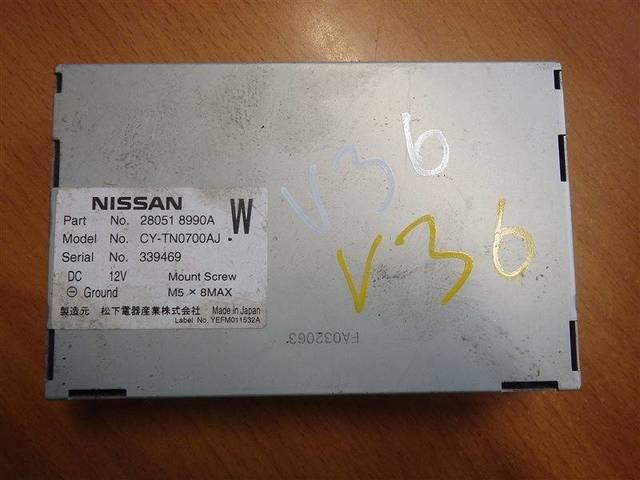 NISSAN
Part No. 28051 8990A W
Model No. CY-TN0700AJ
Serial No. 339469
DC 12V Mount Screw
⊖ Ground M5 × 8MAX
製造元 松下電器産業株式会社 Made in Japan
Label No. YEFM011532A
V36
V36
FA032063